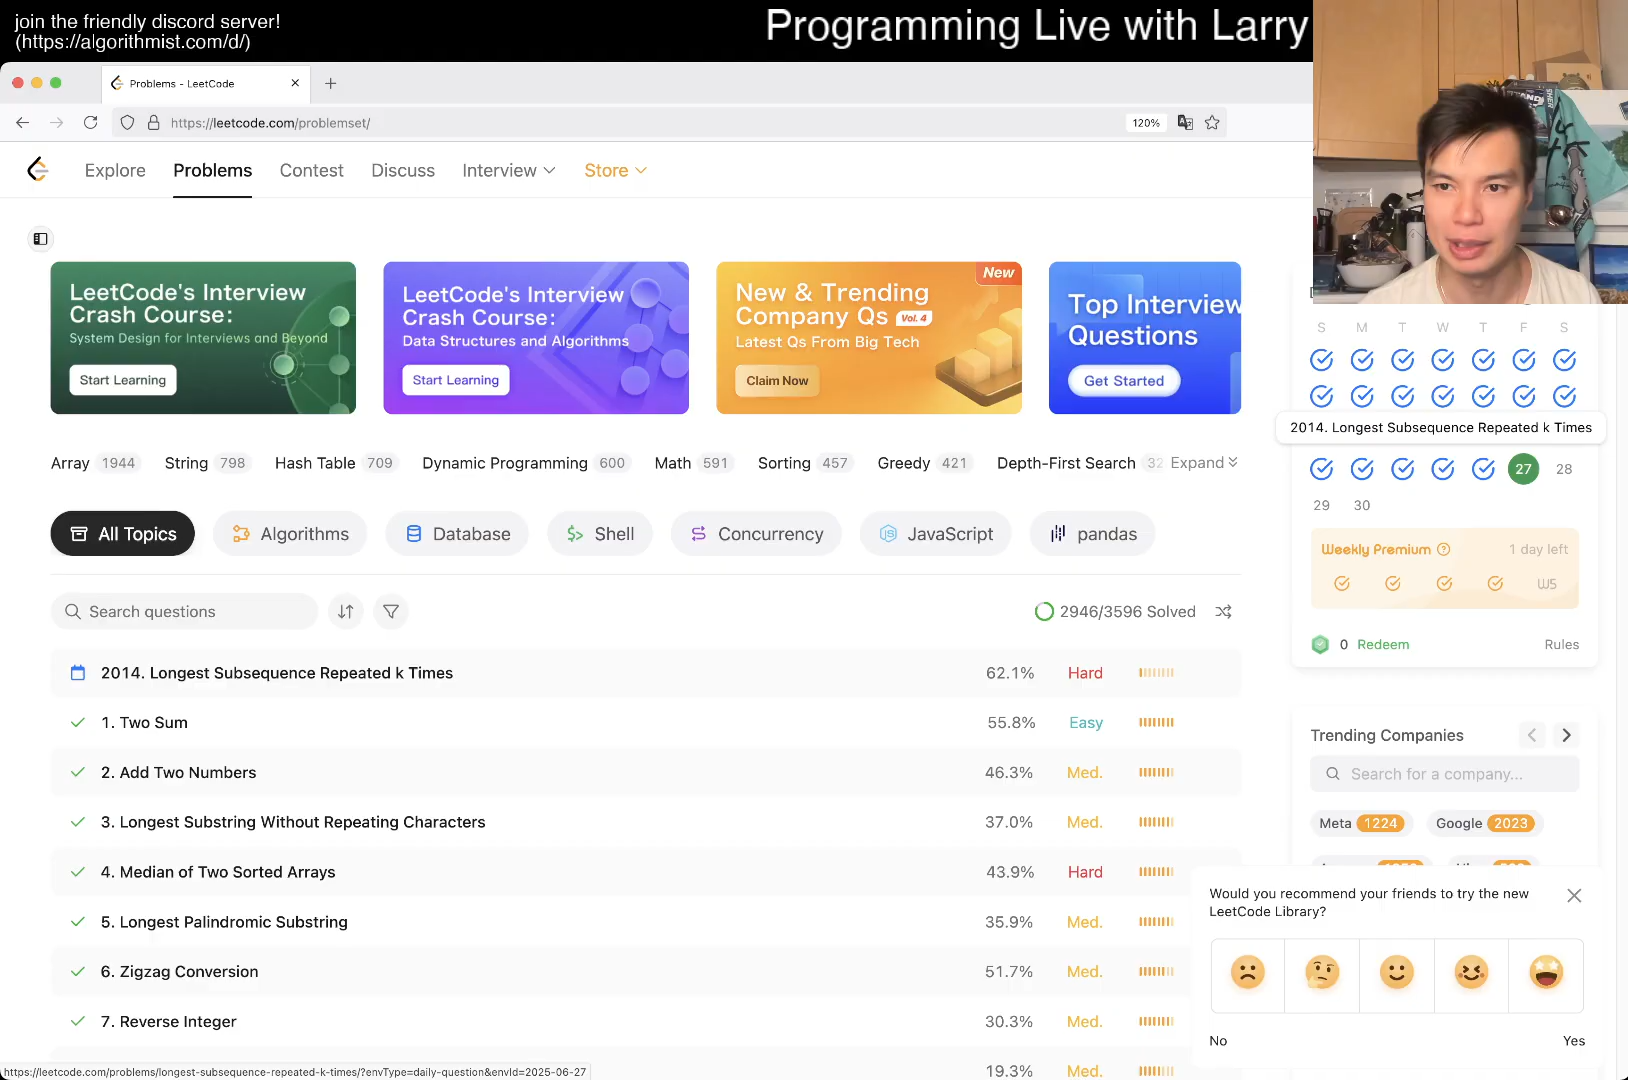 join the friendly discord server!
(https://algorithmist.com/d/)
Programming Live with Larry
Problems - LeetCode
https://leetcode.com/problemset/
120%
Explore
Problems
Contest
Discuss
Interview
Store
LeetCode's Interview
Crash Course:
System Design for Interviews and Beyond
Start Learning
LeetCode's Interview
Crash Course:
Data Structures and Algorithms
Start Learning
New
New & Trending
Company Qs Vol. 4
Latest Qs From Big Tech
Claim Now
Top Interview
Questions
Get Started
S M T W T F S
2014. Longest Subsequence Repeated k Times
27 28
29 30
Weekly Premium 1 day left
W5
0 Redeem Rules
Array 1944 String 798 Hash Table 709 Dynamic Programming 600 Math 591 Sorting 457 Greedy 421 Depth-First Search 32 Expand
All Topics Algorithms Database Shell Concurrency JavaScript pandas
Search questions
2946/3596 Solved
2014. Longest Subsequence Repeated k Times 62.1% Hard
1. Two Sum 55.8% Easy
2. Add Two Numbers 46.3% Med.
3. Longest Substring Without Repeating Characters 37.0% Med.
4. Median of Two Sorted Arrays 43.9% Hard
5. Longest Palindromic Substring 35.9% Med.
6. Zigzag Conversion 51.7% Med.
7. Reverse Integer 30.3% Med.
19.3% Med.
Trending Companies
Search for a company...
Meta 1224 Google 2023
Would you recommend your friends to try the new
LeetCode Library?
No Yes
https://leetcode.com/problems/longest-subsequence-repeated-k-times/?envType=daily-question&envId=2025-06-27